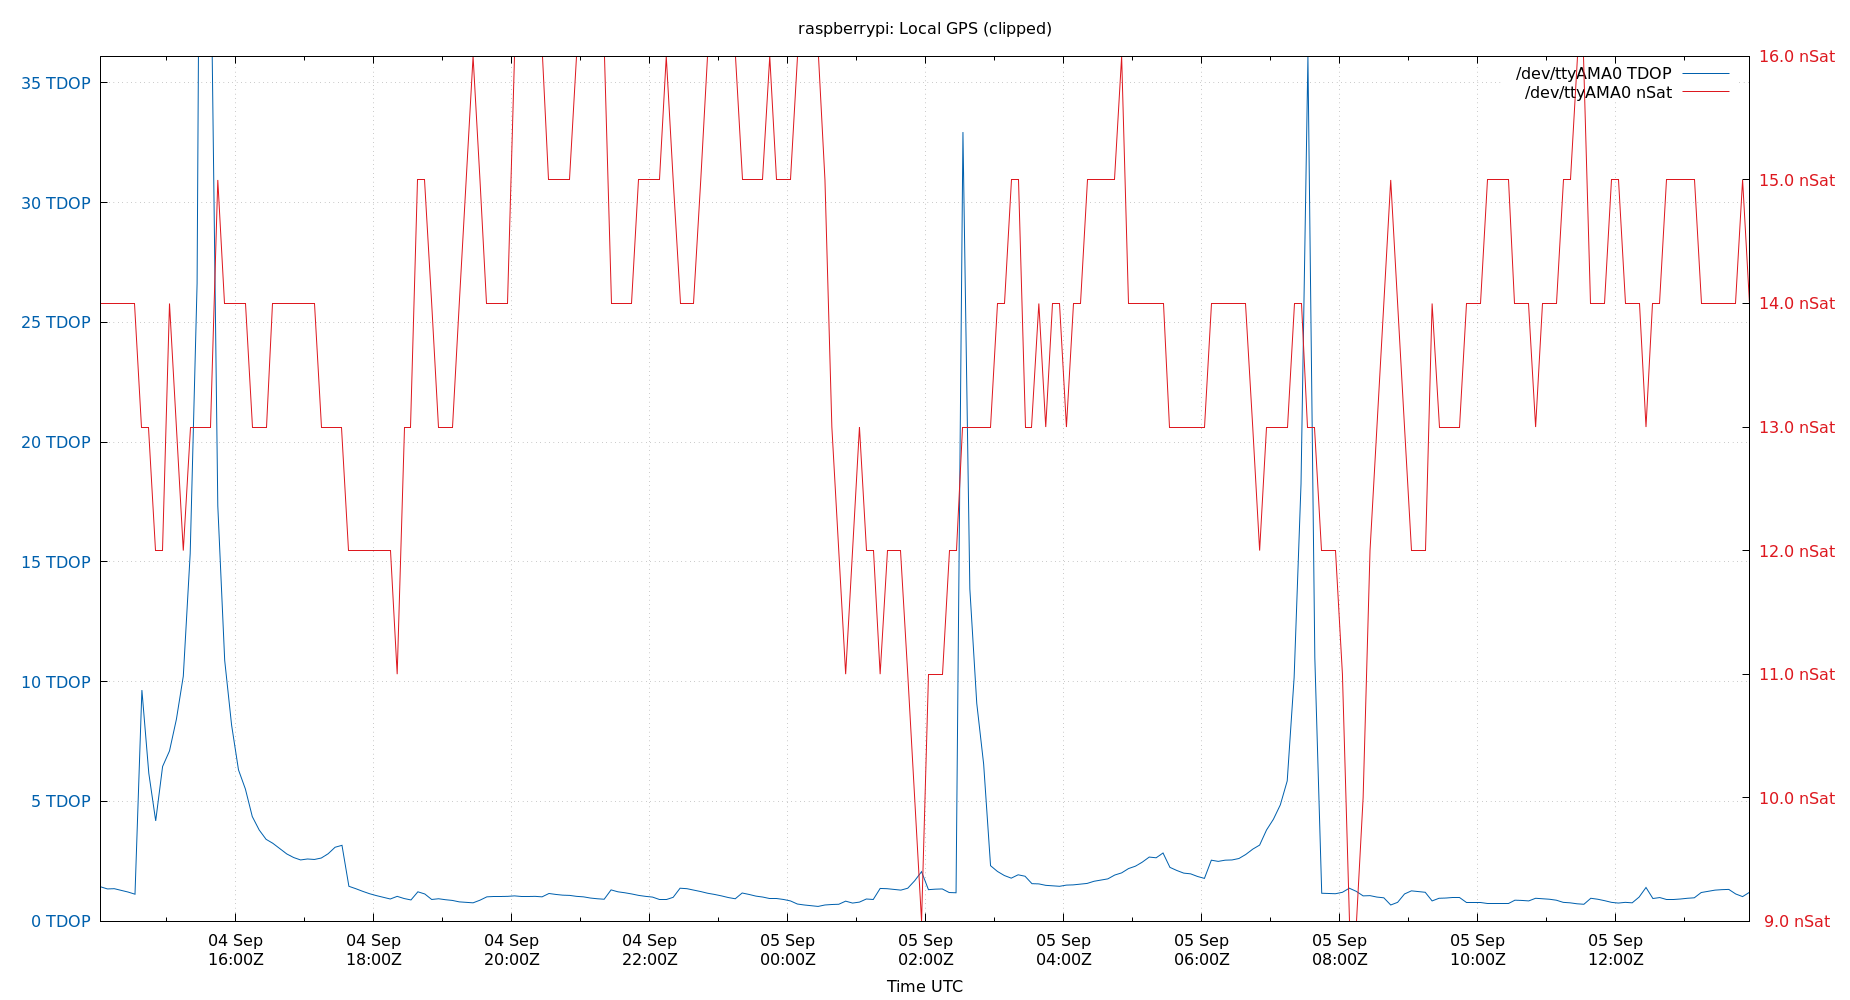 raspberrypi: Local GPS (clipped)
/dev/ttyAMA0 TDOP
/dev/ttyAMA0 nSat
35 TDOP
30 TDOP
25 TDOP
20 TDOP
15 TDOP
10 TDOP
5 TDOP
0 TDOP
16.0 nSat
15.0 nSat
14.0 nSat
13.0 nSat
12.0 nSat
11.0 nSat
10.0 nSat
9.0 nSat
04 Sep
16:00Z
04 Sep
18:00Z
04 Sep
20:00Z
04 Sep
22:00Z
05 Sep
00:00Z
05 Sep
02:00Z
05 Sep
04:00Z
05 Sep
06:00Z
05 Sep
08:00Z
05 Sep
10:00Z
05 Sep
12:00Z
Time UTC